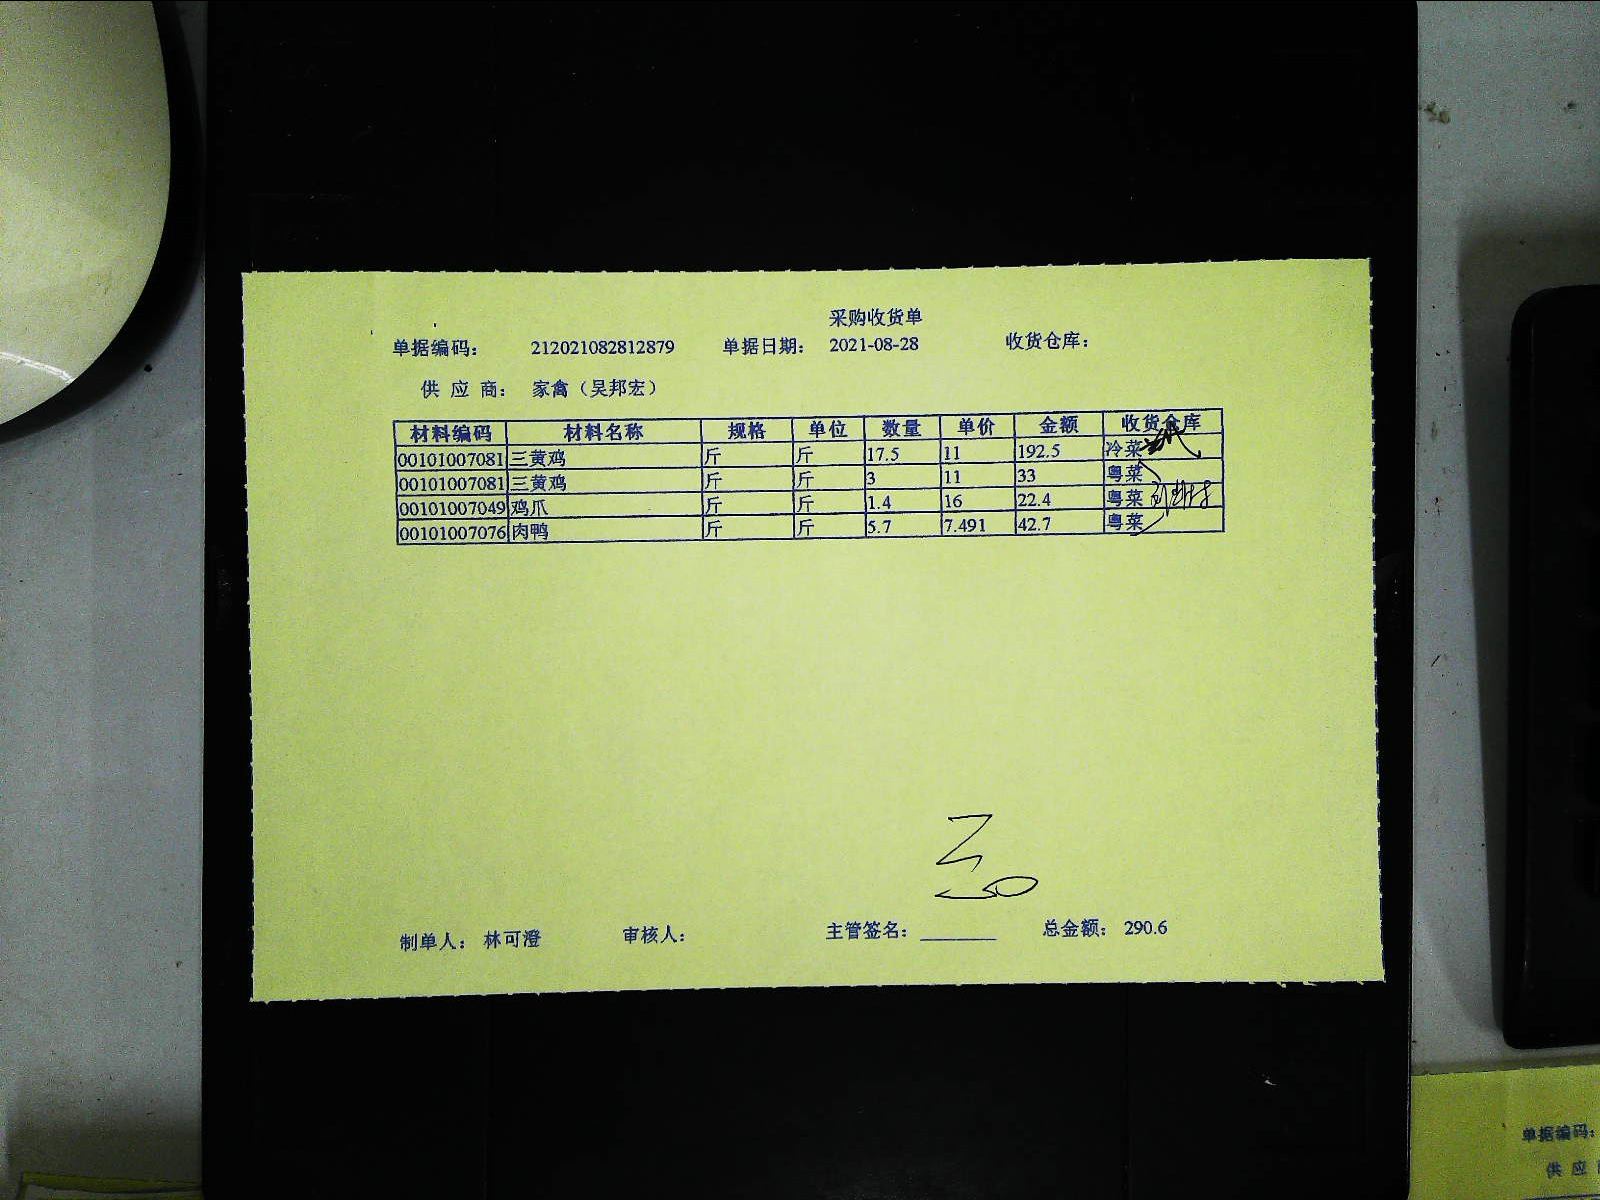 采购收货单
单据编码: 212021082812879 单据日期: 2021-08-28 收货仓库:
供 应 商: 家禽（吴邦宏）
材料编码 材料名称 规格 单位 数量 单价 金额 收货仓库
00101007081 三黄鸡 斤 斤 17.5 11 192.5 冷菜
00101007081 三黄鸡 斤 斤 3 11 33 粤菜
00101007049 鸡爪 斤 斤 1.4 16 22.4 粤菜
00101007076 肉鸭 斤 斤 5.7 7.491 42.7 粤菜
制单人: 林可澄 审核人: 主管签名: ________ 总金额: 290.6
单据编码:
供 应